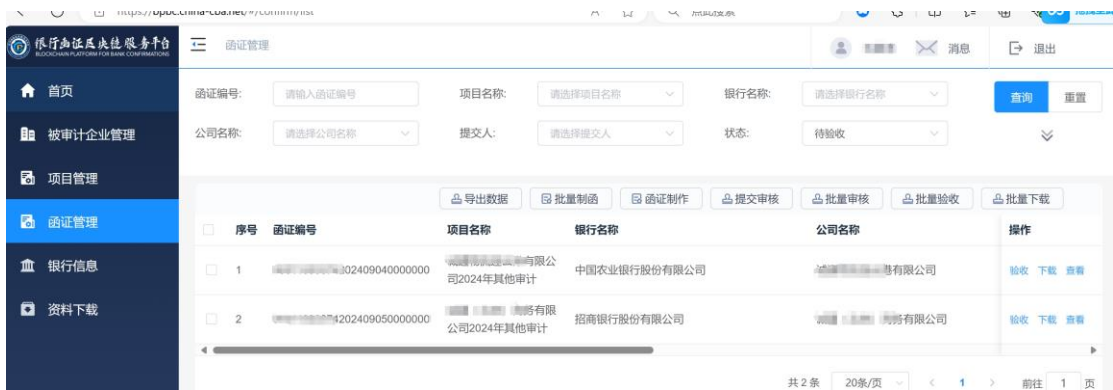 https://bpbc.china-cba.net/#/confirm/list
点此搜索
银行函证区块链服务平台
BLOCKCHAIN PLATFORM FOR BANK CONFIRMATIONS
函证管理
消息
退出
首页
被审计企业管理
项目管理
函证管理
银行信息
资料下载
函证编号: 请输入函证编号 项目名称: 请选择项目名称 银行名称: 请选择银行名称 查询 重置
公司名称: 请选择公司名称 提交人: 请选择提交人 状态: 待验收
导出数据 批量制函 函证制作 提交审核 批量审核 批量验收 批量下载
序号 函证编号 项目名称 银行名称 公司名称 操作
1 02409040000000 有限公
司2024年其他审计 中国农业银行股份有限公司 有限公司 验收 下载 查看
2 4202409050000000 有限
公司2024年其他审计 招商银行股份有限公司 有限公司 验收 下载 查看
共 2 条 20条/页 1 前往 1 页